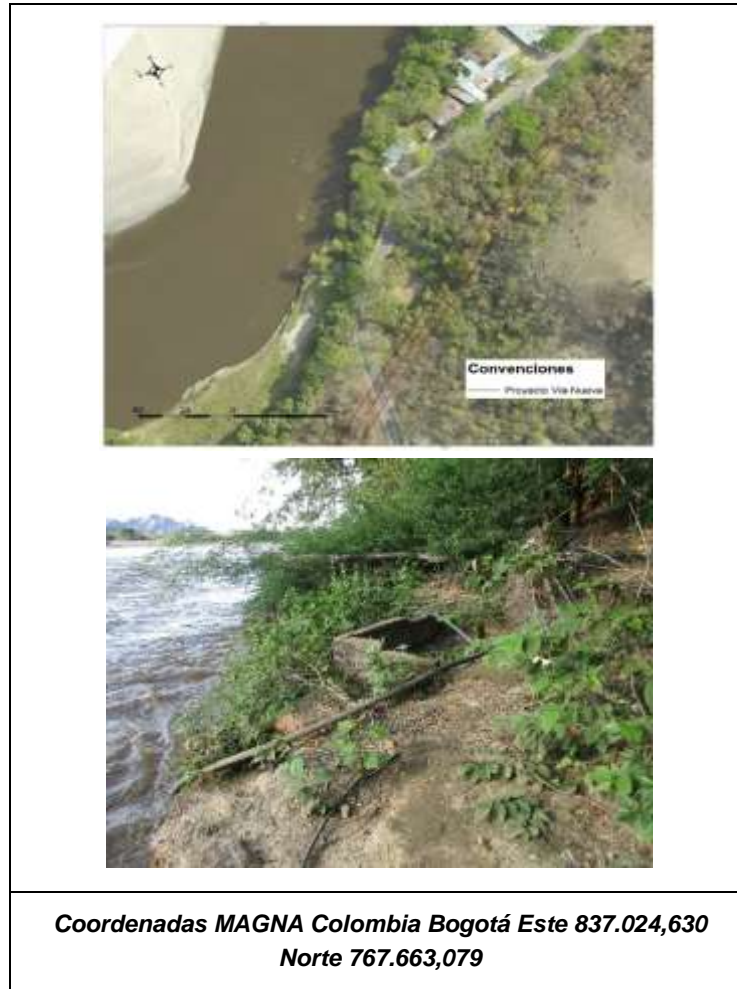 Convenciones
Proyecto Vía Nueva
Coordenadas MAGNA Colombia Bogotá Este 837.024,630
Norte 767.663,079